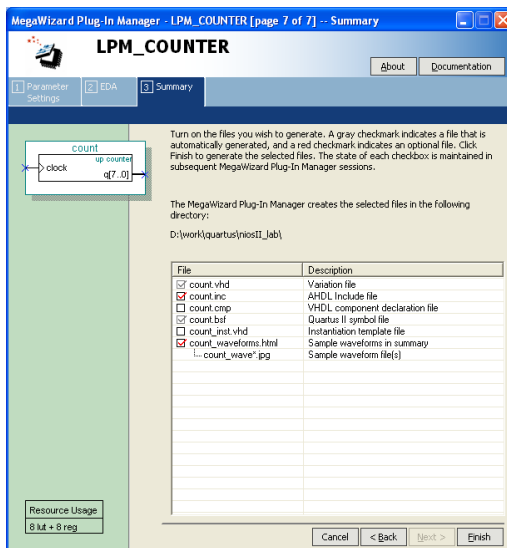 MegaWizard Plug-In Manager - LPM_COUNTER [page 7 of 7] -- Summary
LPM_COUNTER
About
Documentation
1 Parameter Settings
2 EDA
3 Summary
count
up counter
clock
q[7..0]
Turn on the files you wish to generate. A gray checkmark indicates a file that is
automatically generated, and a red checkmark indicates an optional file. Click
Finish to generate the selected files. The state of each checkbox is maintained in
subsequent MegaWizard Plug-In Manager sessions.
The MegaWizard Plug-In Manager creates the selected files in the following
directory:
D:\work\quartus\niosII_lab\
File Description
count.vhd Variation file
count.inc AHDL Include file
count.cmp VHDL component declaration file
count.bsf Quartus II symbol file
count_inst.vhd Instantiation template file
count_waveforms.html Sample waveforms in summary
count_wave*.jpg Sample waveform file(s)
Resource Usage
8 lut + 8 reg
Cancel
< Back
Next >
Finish